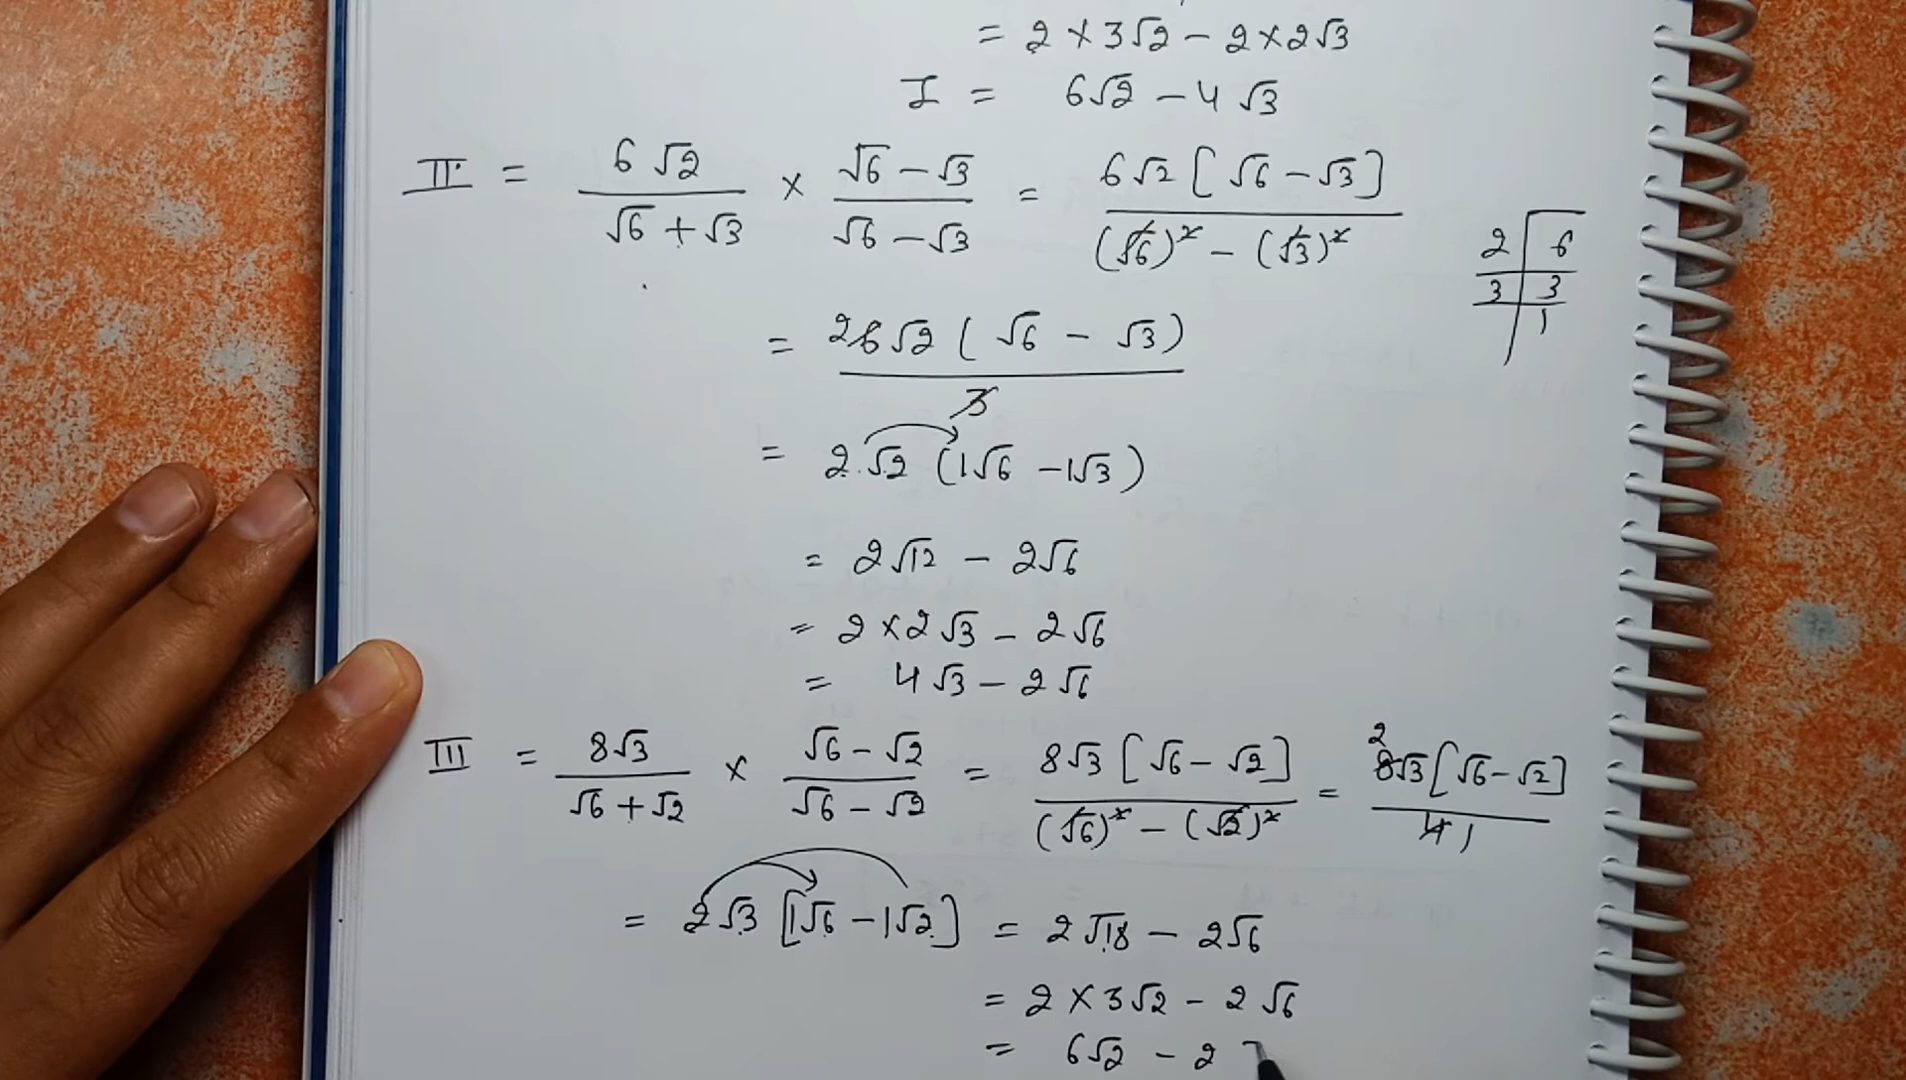 = 2 × 3√2 − 2 × 2√3
I = 6√2 − 4√3
II = 6√2 / (√6 + √3) × (√6 − √3) / (√6 − √3) = 6√2 [√6 − √3] / ((√6)² − (√3)²)
2 | 6
3 | 3
| 1
= 2 6√2 (√6 − √3) / 3
= 2√2 (1√6 − 1√3)
= 2√12 − 2√6
= 2 × 2√3 − 2√6
= 4√3 − 2√6
III = 8√3 / (√6 + √2) × (√6 − √2) / (√6 − √2) = 8√3 [√6 − √2] / ((√6)² − (√2)²) = 2 8√3 [√6 − √2] / 4 1
= 2√3 [1√6 − 1√2] = 2√18 − 2√6
= 2 × 3√2 − 2√6
= 6√2 − 2